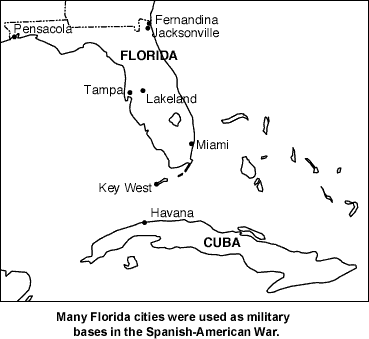 Fernandina
Pensacola
Jacksonville
FLORIDA
Tampa
Lakeland
Miami
Key West
Havana
CUBA
Many Florida cities were used as military
bases in the Spanish-American War.